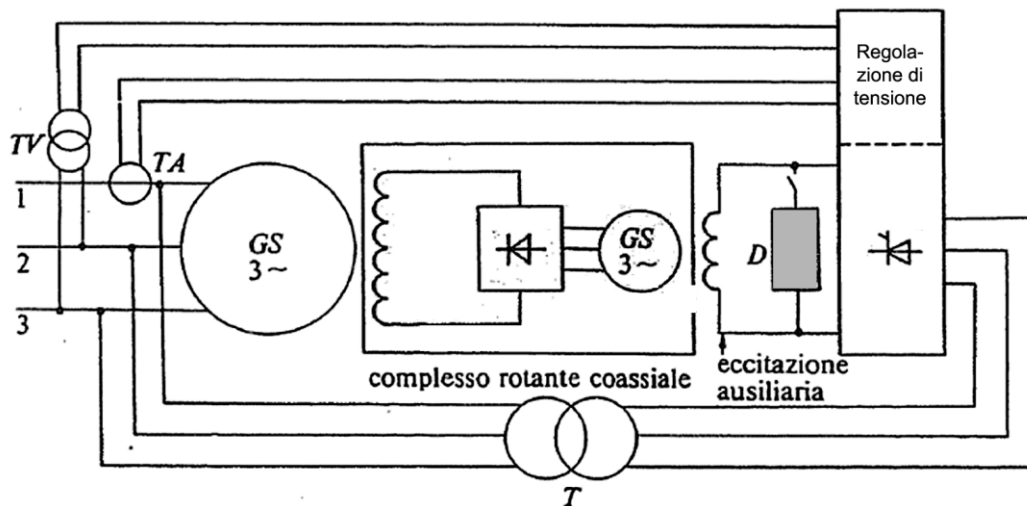 Regola-
zione di
tensione
TV
TA
1
2
3
GS
3~
GS
3~
D
complesso rotante coassiale
eccitazione
ausiliaria
T